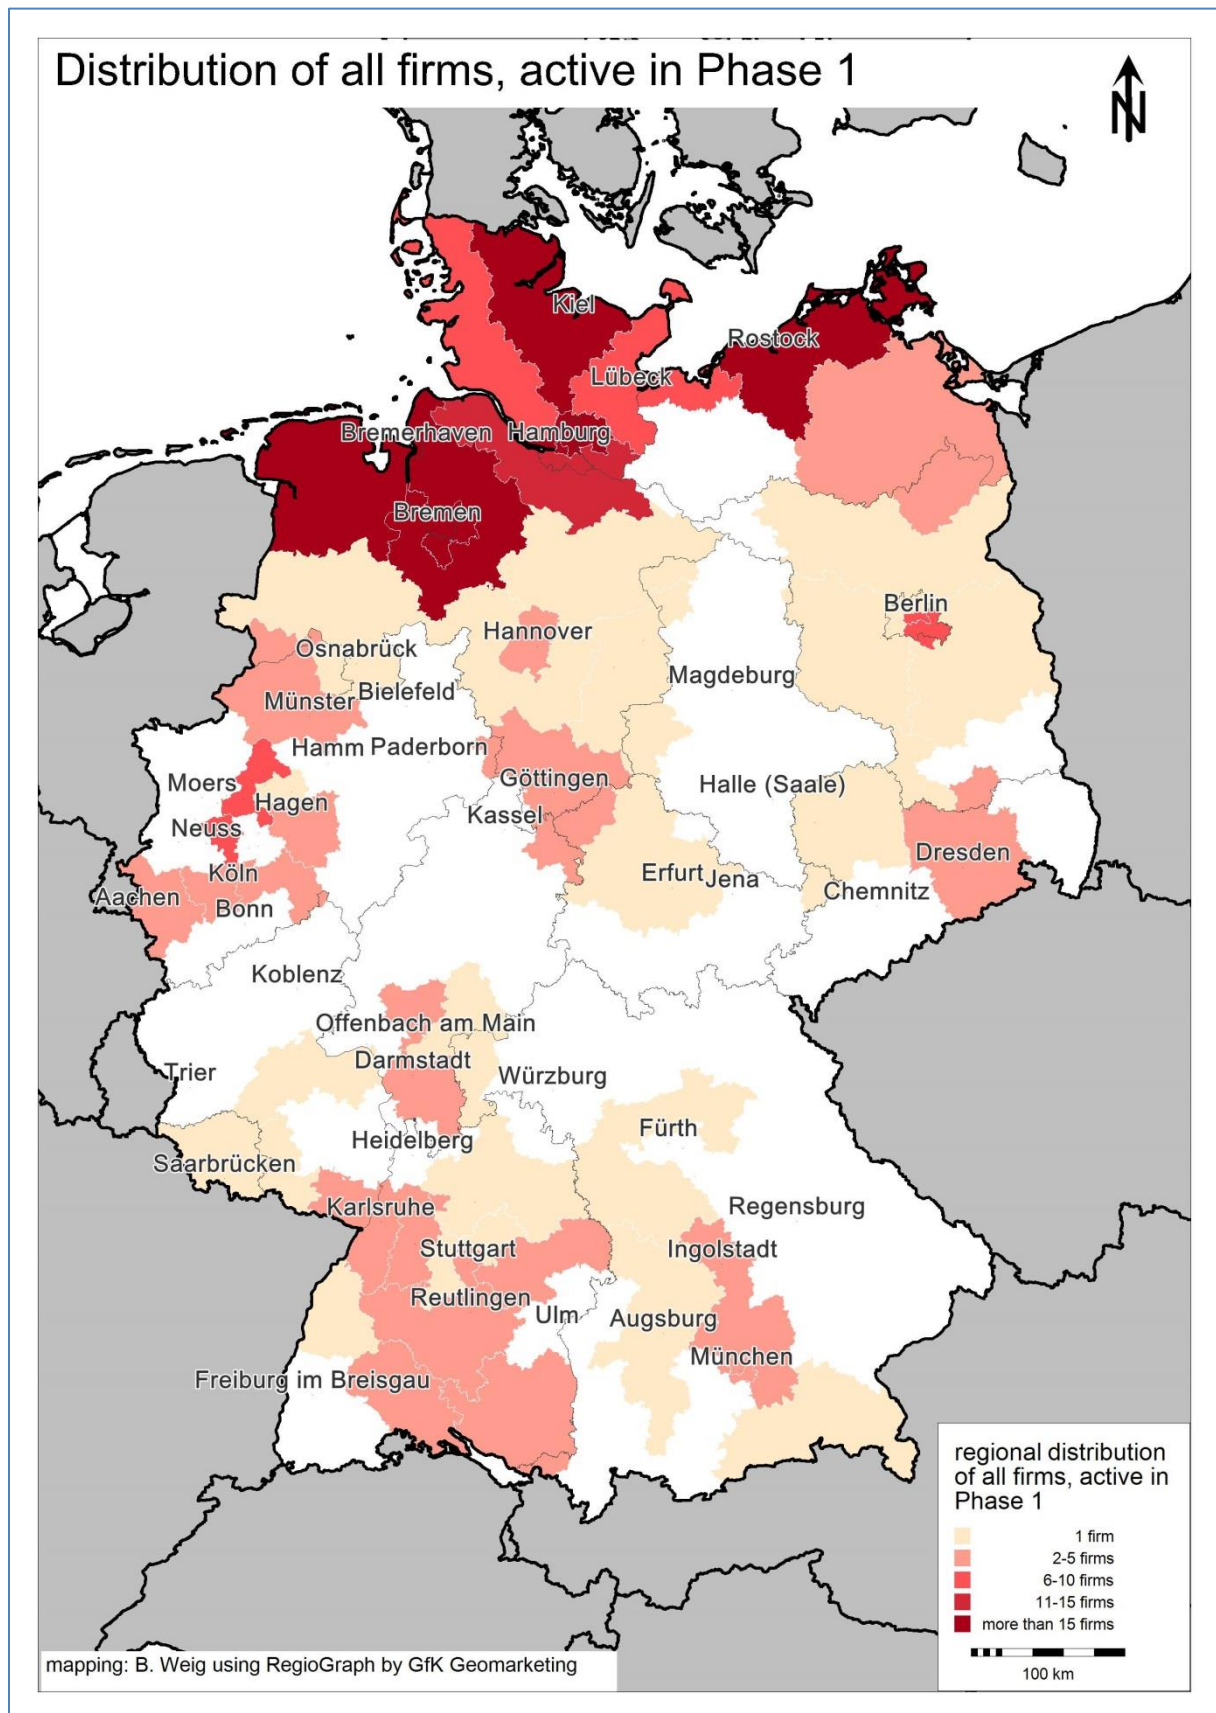 Distribution of all firms, active in Phase 1
N
Kiel
Rostock
Lübeck
Bremerhaven
Hamburg
Bremen
Berlin
Hannover
Osnabrück
Magdeburg
Bielefeld
Münster
Hamm
Paderborn
Göttingen
Moers
Halle (Saale)
Hagen
Kassel
Neuss
Dresden
Köln
Erfurt
Jena
Aachen
Chemnitz
Bonn
Koblenz
Offenbach am Main
Darmstadt
Trier
Würzburg
Fürth
Heidelberg
Saarbrücken
Karlsruhe
Regensburg
Stuttgart
Ingolstadt
Reutlingen
Ulm
Augsburg
München
Freiburg im Breisgau
regional distribution
of all firms, active in
Phase 1
1 firm
2-5 firms
6-10 firms
11-15 firms
more than 15 firms
100 km
mapping: B. Weig using RegioGraph by GfK Geomarketing